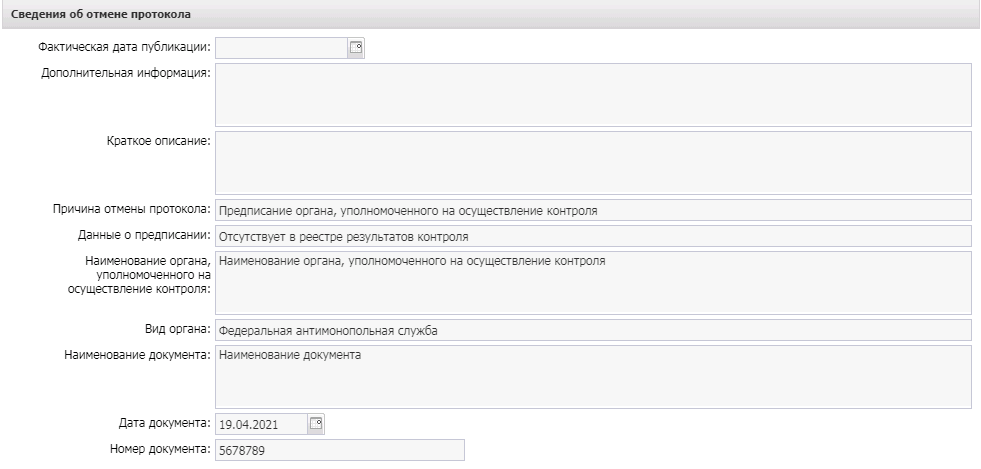 Сведения об отмене протокола
Фактическая дата публикации:
Дополнительная информация:
Краткое описание:
Причина отмены протокола: Предписание органа, уполномоченного на осуществление контроля
Данные о предписании: Отсутствует в реестре результатов контроля
Наименование органа,
уполномоченного на
осуществление контроля:
Наименование органа, уполномоченного на осуществление контроля
Вид органа: Федеральная антимонопольная служба
Наименование документа: Наименование документа
Дата документа: 19.04.2021
Номер документа: 5678789